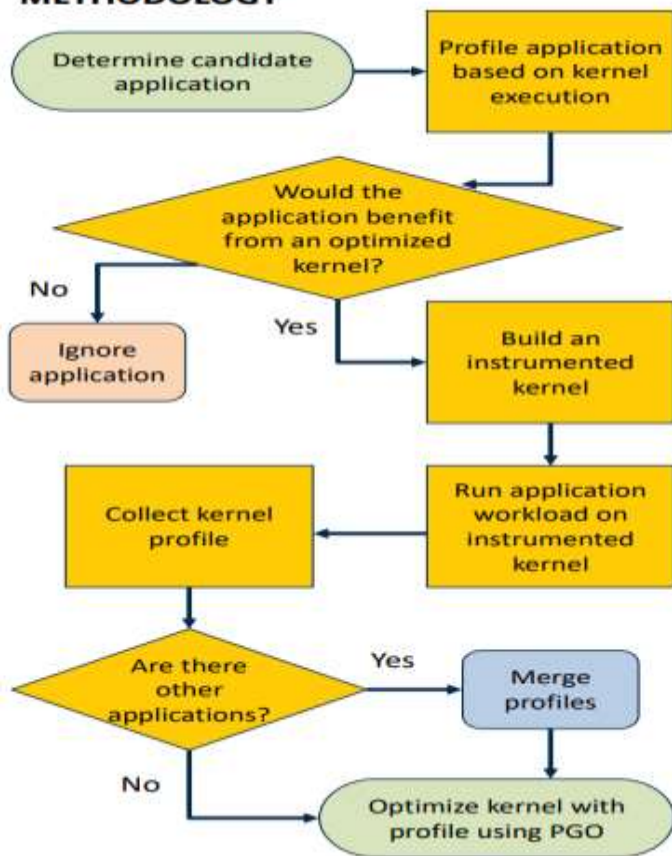 METHODOLOGY
Determine candidate
application
Profile application
based on kernel
execution
Would the
application benefit
from an optimized
kernel?
No
Yes
Ignore
application
Build an
instrumented
kernel
Collect kernel
profile
Run application
workload on
instrumented
kernel
Are there
other
applications?
Yes
Merge
profiles
No
Optimize kernel with
profile using PGO